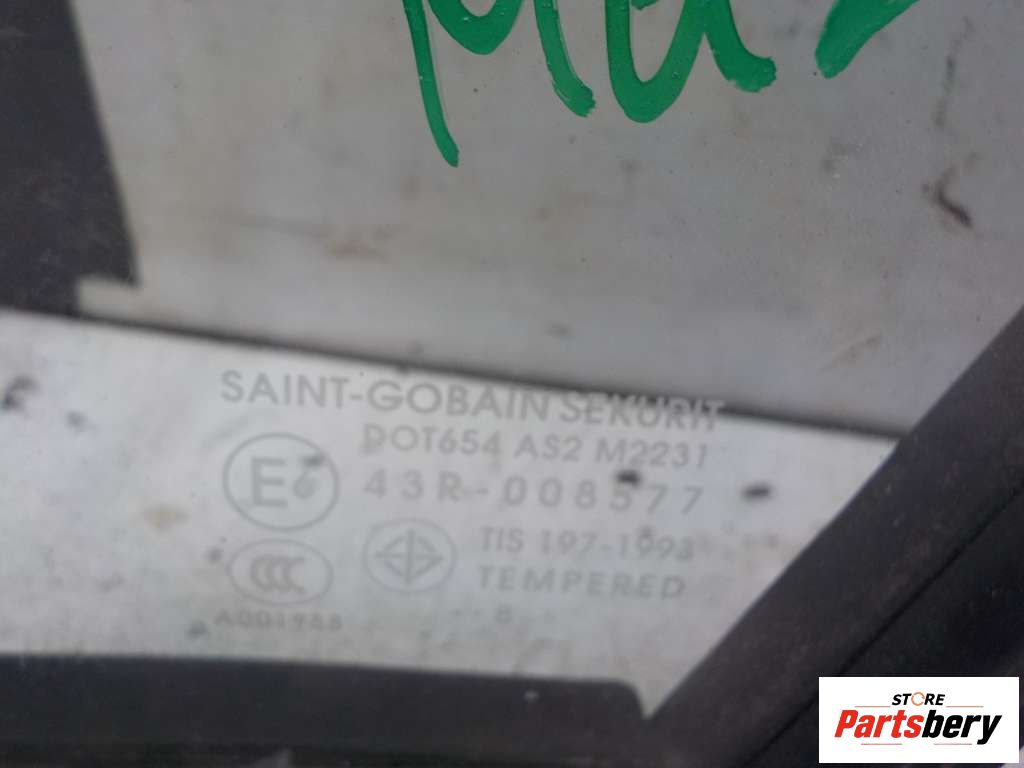 SAINT-GOBAIN SEKURIT
DOT654 AS2 M2231
E6
43R-008577
CCC
TIS 197-1993
TEMPERED
A001988
STORE
Partsbery